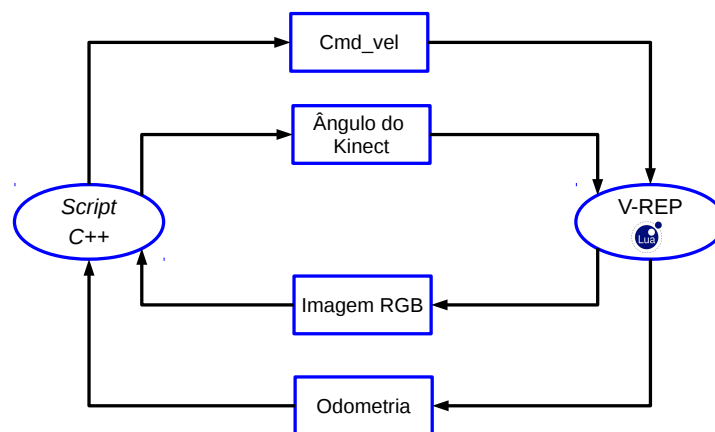 Cmd_vel
Ângulo do
Kinect
Script
C++
V-REP
Lua
Imagem RGB
Odometria